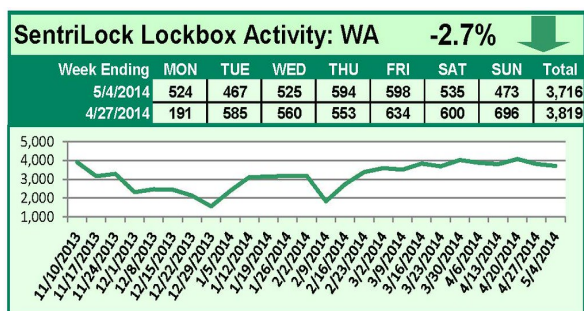 SentriLock Lockbox Activity: WA -2.7%
Week Ending MON TUE WED THU FRI SAT SUN Total
5/4/2014 524 467 525 594 598 535 473 3,716
4/27/2014 191 585 560 553 634 600 696 3,819
5,000
4,000
3,000
2,000
1,000
11/10/2013 11/17/2013 11/24/2013 12/1/2013 12/8/2013 12/15/2013 12/22/2013 12/29/2013 1/5/2014 1/12/2014 1/19/2014 1/26/2014 2/2/2014 2/9/2014 2/16/2014 2/23/2014 3/2/2014 3/9/2014 3/16/2014 3/23/2014 3/30/2014 4/6/2014 4/13/2014 4/20/2014 4/27/2014 5/4/2014